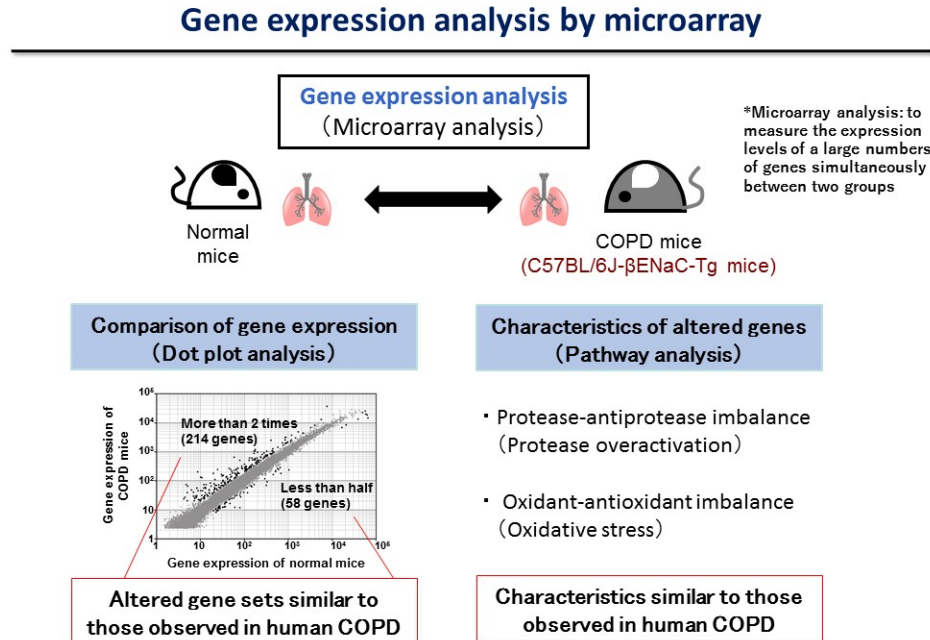 Gene expression analysis by microarray
Gene expression analysis
（Microarray analysis）
*Microarray analysis: to
measure the expression
levels of a large numbers
of genes simultaneously
between two groups
Normal
mice
COPD mice
(C57BL/6J-βENaC-Tg mice)
Comparison of gene expression
（Dot plot analysis）
10⁶
10⁴
10³
10²
10
1
Gene expression of
COPD mice
More than 2 times
(214 genes)
Less than half
(58 genes)
1 10 10² 10³ 10⁴ 10⁶
Gene expression of normal mice
Altered gene sets similar to
those observed in human COPD
Characteristics of altered genes
（Pathway analysis）
・Protease-antiprotease imbalance
（Protease overactivation）
・Oxidant-antioxidant imbalance
（Oxidative stress）
Characteristics similar to those
observed in human COPD